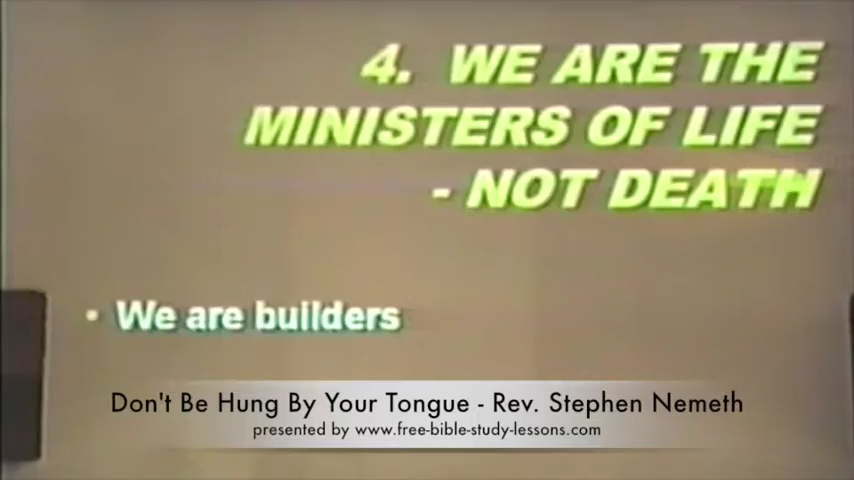 4. WE ARE THE
MINISTERS OF LIFE
- NOT DEATH
• We are builders
Don't Be Hung By Your Tongue - Rev. Stephen Nemeth
presented by www.free-bible-study-lessons.com